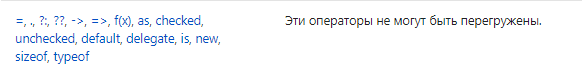 =, ., ?:, ??, ->, =>, f(x), as, checked,
unchecked, default, delegate, is, new,
sizeof, typeof
Эти операторы не могут быть перегружены.